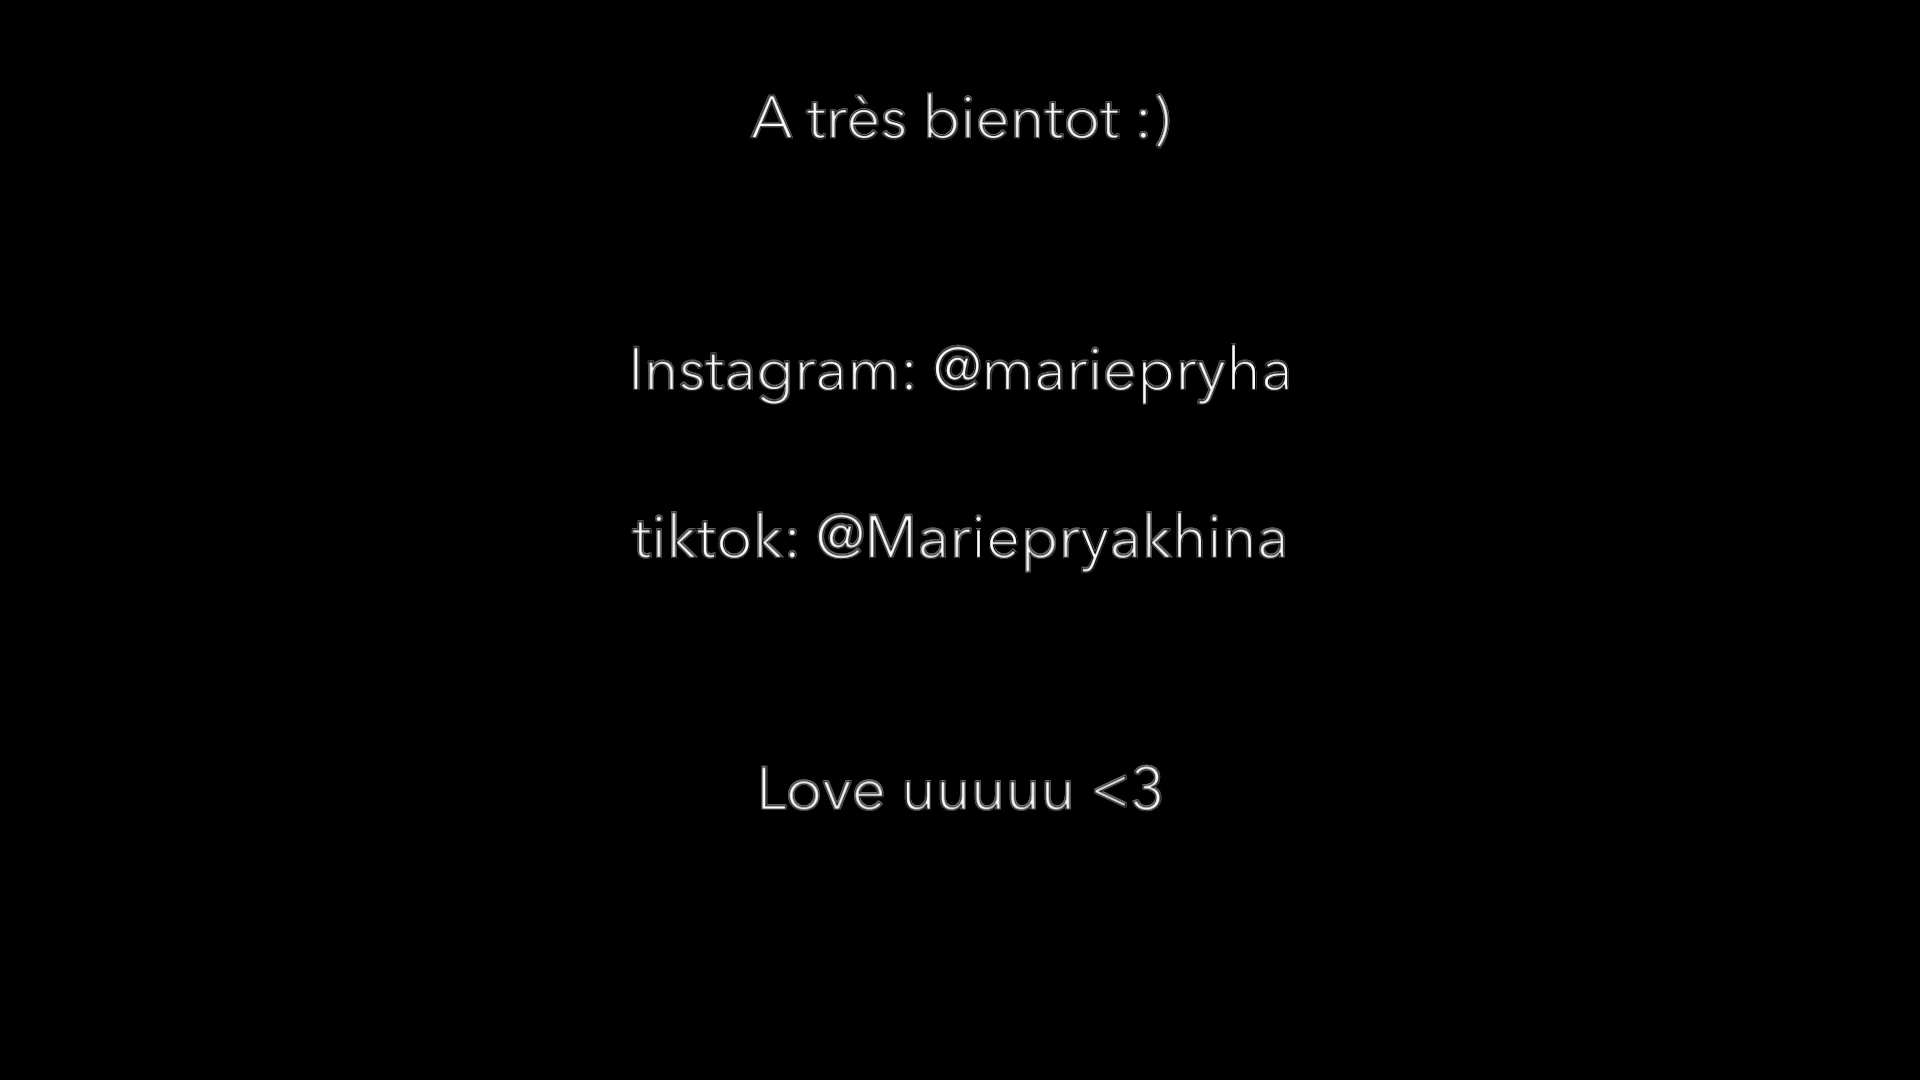 A très bientot :)
Instagram: @mariepryha
tiktok: @Mariepryakhina
Love uuuuu <3